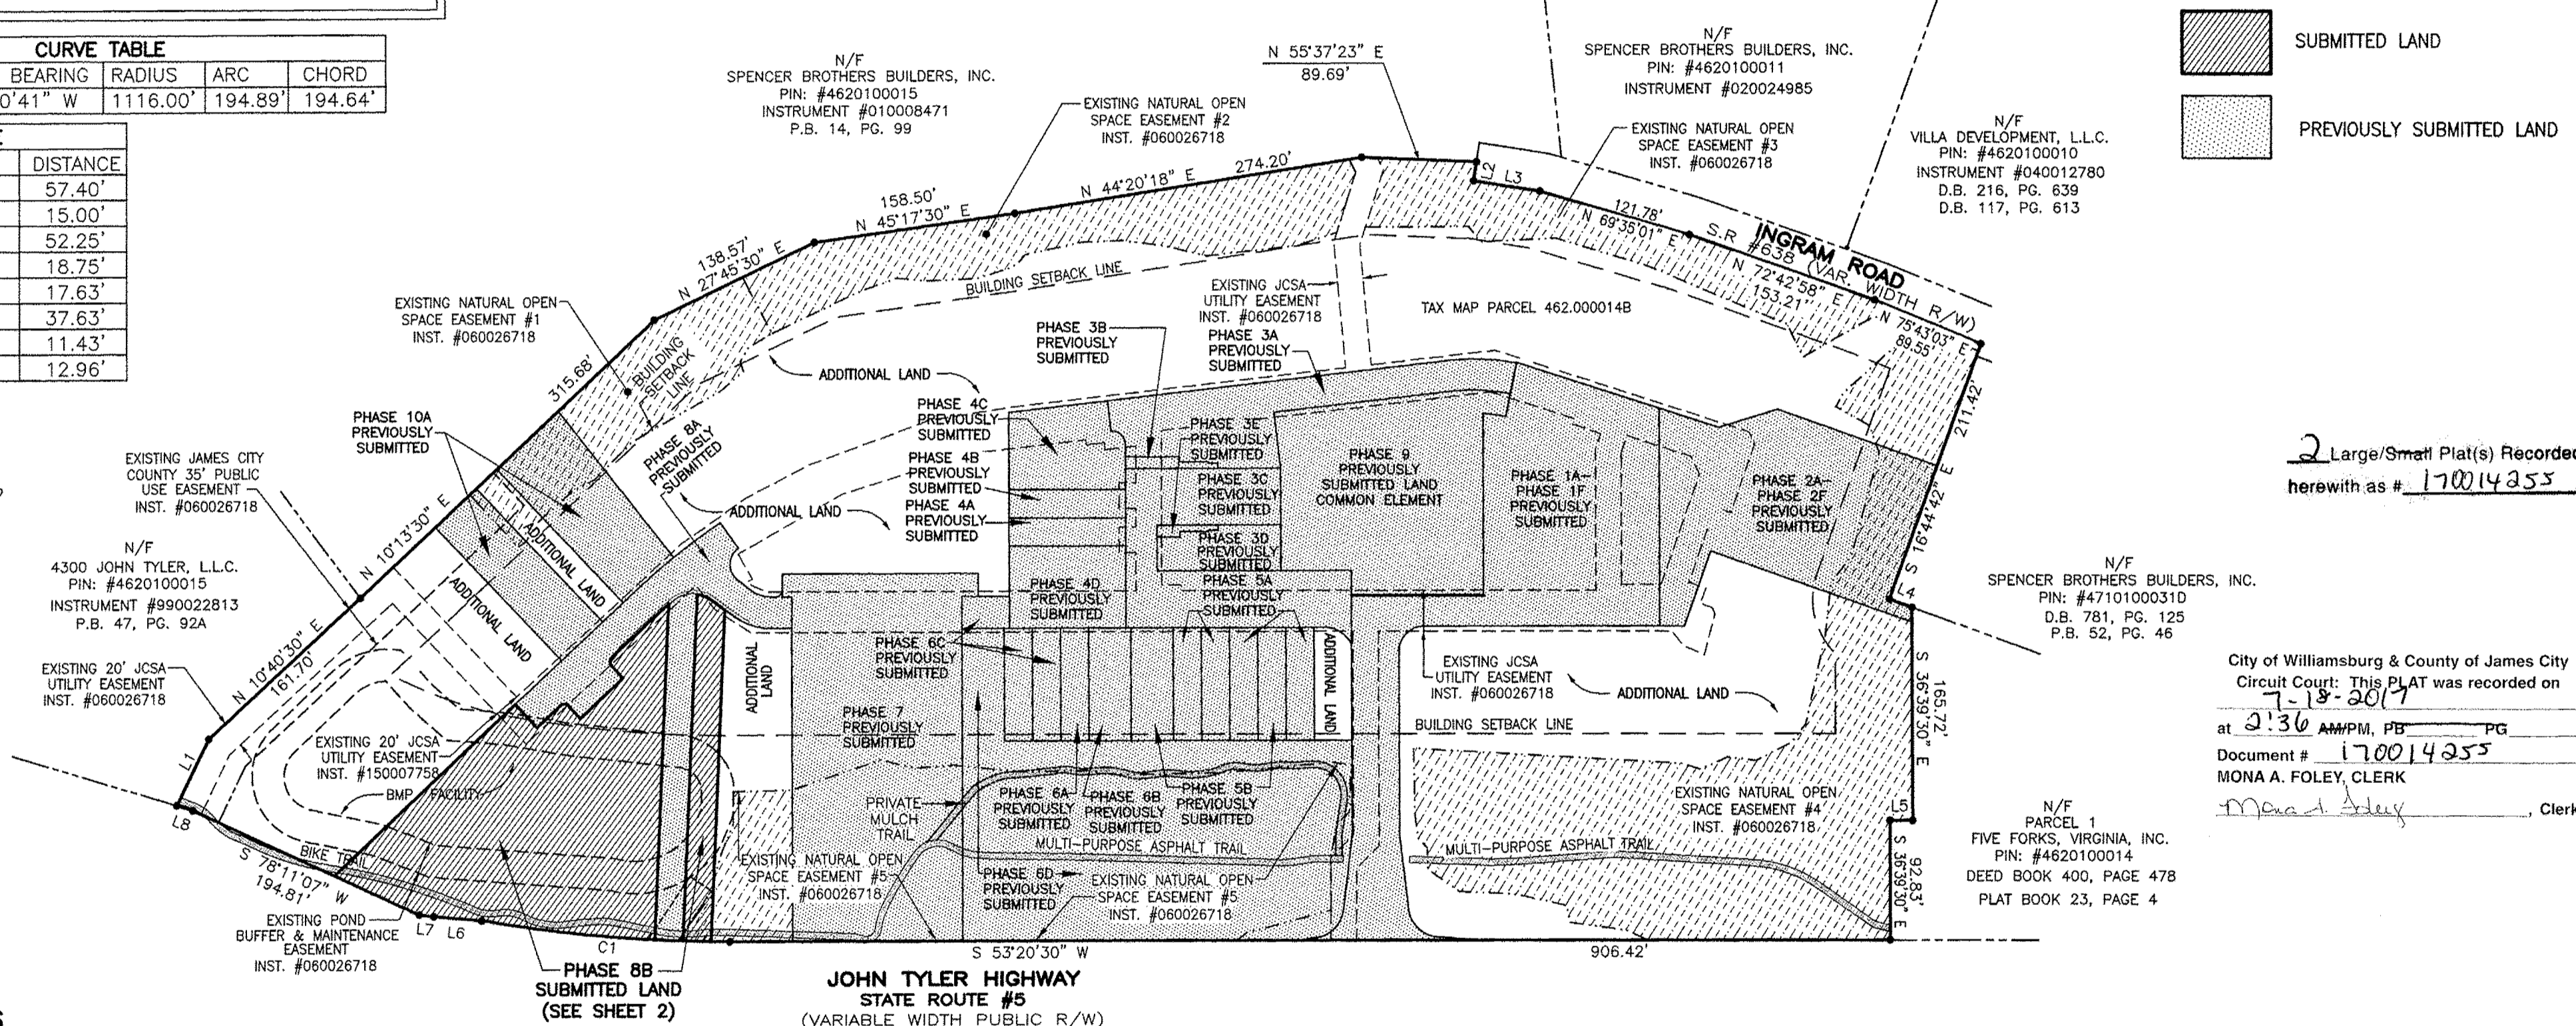 CURVE TABLE
BEARING RADIUS ARC CHORD
0'41" W 1116.00' 194.89' 194.64'
DISTANCE
57.40'
15.00'
52.25'
18.75'
17.63'
37.63'
11.43'
12.96'
N/F
SPENCER BROTHERS BUILDERS, INC.
PIN: #4620100015
INSTRUMENT #010008471
P.B. 14, PG. 99
EXISTING NATURAL OPEN
SPACE EASEMENT #2
INST. #060026718
N 55°37'23" E
89.69'
N/F
SPENCER BROTHERS BUILDERS, INC.
PIN: #4620100011
INSTRUMENT #020024985
EXISTING NATURAL OPEN
SPACE EASEMENT #3
INST. #060026718
N/F
VILLA DEVELOPMENT, L.L.C.
PIN: #4620100010
INSTRUMENT #040012780
D.B. 216, PG. 639
D.B. 117, PG. 613
SUBMITTED LAND
PREVIOUSLY SUBMITTED LAND
L2
L3
121.78'
N 69°35'01" E
INGRAM ROAD
S.R #638 (VAR. WIDTH R/W)
N 72°42'58" E
153.21'
N 75°43'03" E
89.55'
274.20'
N 44°20'18" E
158.50'
N 45°17'30" E
138.57'
N 27°45'30" E
315.68'
N 10°13'30" E
N 10°40'30" E
161.70'
L1
L8
BUILDING SETBACK LINE
BUILDING
SETBACK
LINE
EXISTING JCSA
UTILITY EASEMENT
INST. #060026718
TAX MAP PARCEL 462.000014B
EXISTING NATURAL OPEN
SPACE EASEMENT #1
INST. #060026718
PHASE 3B
PREVIOUSLY
SUBMITTED
PHASE 3A
PREVIOUSLY
SUBMITTED
ADDITIONAL LAND
PHASE 4C
PREVIOUSLY
SUBMITTED
PHASE 10A
PREVIOUSLY
SUBMITTED
PHASE 8A
PREVIOUSLY
SUBMITTED
PHASE 3E
PREVIOUSLY
SUBMITTED
PHASE 4B
PREVIOUSLY
SUBMITTED
PHASE 3C
PREVIOUSLY
SUBMITTED
PHASE 9
PREVIOUSLY
SUBMITTED LAND
COMMON ELEMENT
PHASE 1A-
PHASE 1F
PREVIOUSLY
SUBMITTED
PHASE 2A-
PHASE 2F
PREVIOUSLY
SUBMITTED
211.42'
S 16°44'42" E
L4
EXISTING JAMES CITY
COUNTY 35' PUBLIC
USE EASEMENT
INST. #060026718
ADDITIONAL LAND
PHASE 4A
PREVIOUSLY
SUBMITTED
PHASE 3D
PREVIOUSLY
SUBMITTED
ADDITIONAL LAND
ADDITIONAL LAND
2 Large/Small Plat(s) Recorded
herewith as # 170014255
N/F
4300 JOHN TYLER, L.L.C.
PIN: #4620100015
INSTRUMENT #990022813
P.B. 47, PG. 92A
PHASE 4D
PREVIOUSLY
SUBMITTED
PHASE 5A
PREVIOUSLY
SUBMITTED
N/F
SPENCER BROTHERS BUILDERS, INC.
PIN: #4710100031D
D.B. 781, PG. 125
P.B. 52, PG. 46
EXISTING 20' JCSA
UTILITY EASEMENT
INST. #060026718
ADDITIONAL
LAND
PHASE 6C
PREVIOUSLY
SUBMITTED
ADDITIONAL LAND
EXISTING JCSA
UTILITY EASEMENT
INST. #060026718
ADDITIONAL LAND
BUILDING SETBACK LINE
S 36°39'30" E
165.72'
City of Williamsburg & County of James City
Circuit Court: This PLAT was recorded on
7-18-2017
at 2:36 AM/PM, PB PG
Document # 170014255
MONA A. FOLEY, CLERK
Mona A. Foley, Clerk
PHASE 7
PREVIOUSLY
SUBMITTED
EXISTING 20' JCSA
UTILITY EASEMENT
INST. #150007758
BMP FACILITY
PRIVATE
MULCH
TRAIL
PHASE 6A
PREVIOUSLY
SUBMITTED
PHASE 6B
PREVIOUSLY
SUBMITTED
PHASE 5B
PREVIOUSLY
SUBMITTED
EXISTING NATURAL OPEN
SPACE EASEMENT #4
INST. #060026718
L5
S 36°39'30" E
92.83'
N/F
PARCEL 1
FIVE FORKS, VIRGINIA, INC.
PIN: #4620100014
DEED BOOK 400, PAGE 478
PLAT BOOK 23, PAGE 4
MULTI-PURPOSE ASPHALT TRAIL
MULTI-PURPOSE ASPHALT TRAIL
BIKE TRAIL
S 78°11'07" W
194.81'
EXISTING NATURAL OPEN
SPACE EASEMENT #5
INST. #060026718
PHASE 6D
PREVIOUSLY
SUBMITTED
EXISTING NATURAL OPEN
SPACE EASEMENT #5
INST. #060026718
EXISTING POND
BUFFER & MAINTENANCE
EASEMENT
INST. #060026718
L7
L6
C1
S 53°20'30" W
906.42'
PHASE 8B
SUBMITTED LAND
(SEE SHEET 2)
JOHN TYLER HIGHWAY
STATE ROUTE #5
(VARIABLE WIDTH PUBLIC R/W)